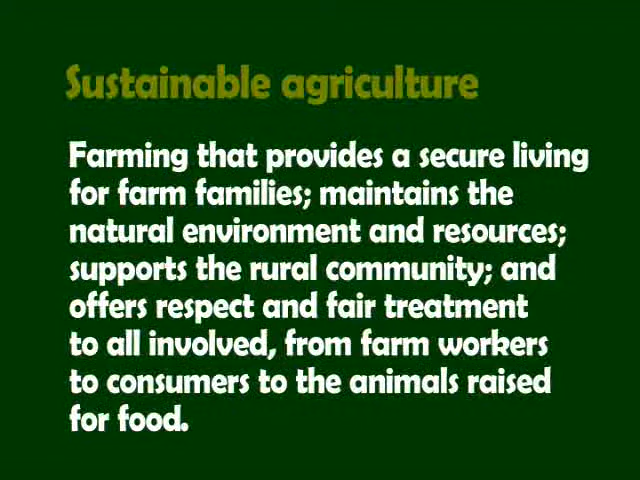 Sustainable agriculture
Farming that provides a secure living
for farm families; maintains the
natural environment and resources;
supports the rural community; and
offers respect and fair treatment
to all involved, from farm workers
to consumers to the animals raised
for food.